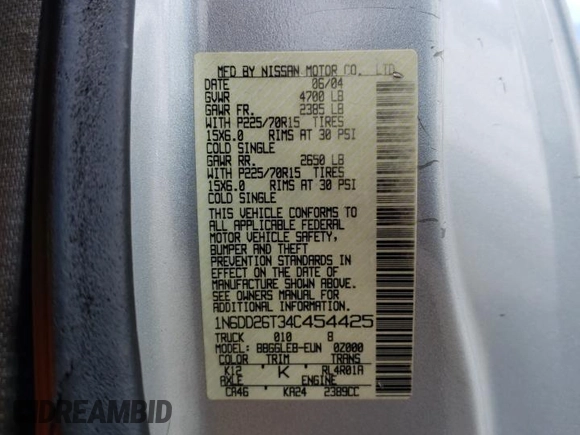 MFD BY NISSAN MOTOR CO., LTD.
DATE 06/04
GVWR 4700 LB
GAWR FR. 2385 LB
WITH P225/70R15 TIRES
15X6.0 RIMS AT 30 PSI
COLD SINGLE
GAWR RR. 2650 LB
WITH P225/70R15 TIRES
15X6.0 RIMS AT 30 PSI
COLD SINGLE
THIS VEHICLE CONFORMS TO
ALL APPLICABLE FEDERAL
MOTOR VEHICLE SAFETY,
BUMPER AND THEFT
PREVENTION STANDARDS IN
EFFECT ON THE DATE OF
MANUFACTURE SHOWN ABOVE.
SEE OWNERS MANUAL FOR
ADDITIONAL INFORMATION.
1N6DD26T34C454425
TRUCK 010 8
MODEL: BBGGLEB-EUN 0Z000
COLOR TRIM TRANS
K12 K RL4R01A
AXLE ENGINE
CA46 KA24 2389CC
IDREAMBID